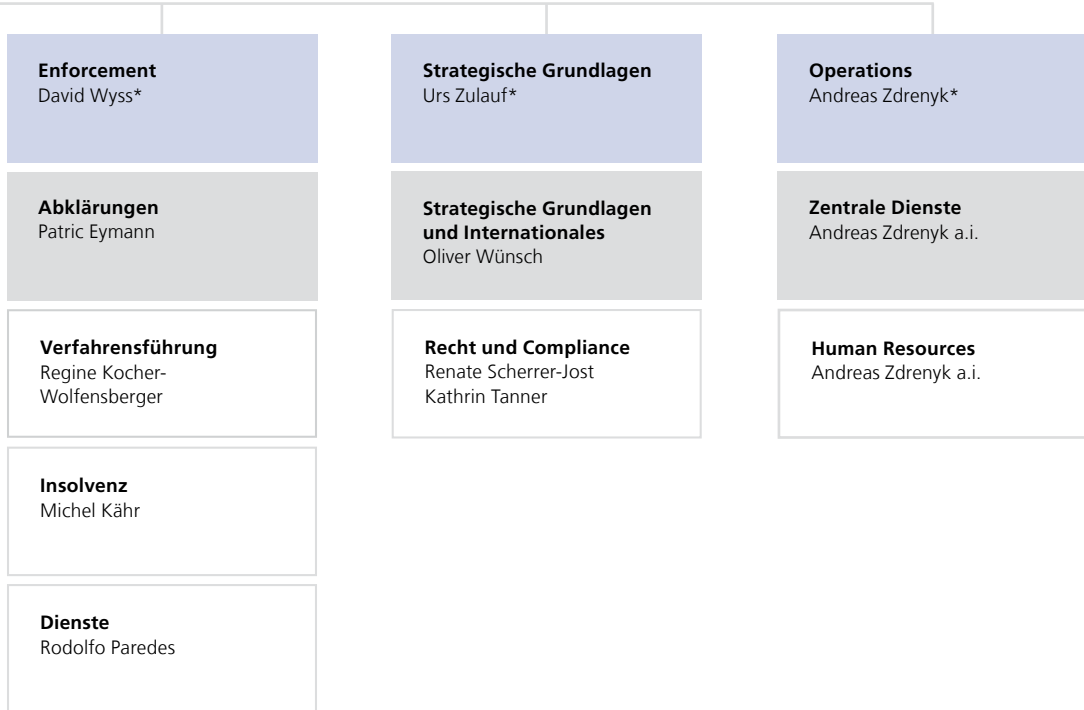 Enforcement
David Wyss*
Abklärungen
Patric Eymann
Verfahrensführung
Regine Kocher-
Wolfensberger
Insolvenz
Michel Kähr
Dienste
Rodolfo Paredes
Strategische Grundlagen
Urs Zulauf*
Strategische Grundlagen
und Internationales
Oliver Wünsch
Recht und Compliance
Renate Scherrer-Jost
Kathrin Tanner
Operations
Andreas Zdrenyk*
Zentrale Dienste
Andreas Zdrenyk a.i.
Human Resources
Andreas Zdrenyk a.i.